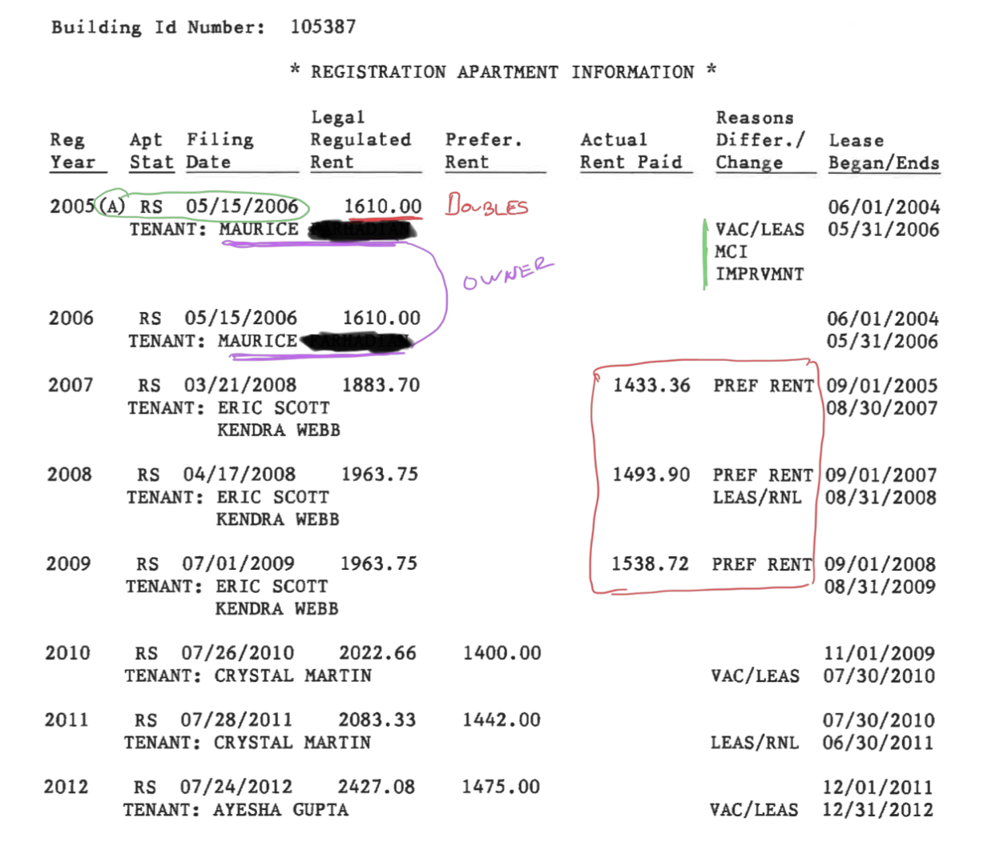 Building Id Number: 105387
* REGISTRATION APARTMENT INFORMATION *
Reg Year Apt Stat Filing Date Legal Regulated Rent Prefer. Rent Actual Rent Paid Reasons Differ./ Change Lease Began/Ends
2005 (A) RS 05/15/2006 1610.00 DOUBLES 06/01/2004
TENANT: MAURICE VAC/LEAS 05/31/2006
MCI
IMPRVMNT
OWNER
2006 RS 05/15/2006 1610.00 06/01/2004
TENANT: MAURICE 05/31/2006
2007 RS 03/21/2008 1883.70 1433.36 PREF RENT 09/01/2005
TENANT: ERIC SCOTT 08/30/2007
KENDRA WEBB
2008 RS 04/17/2008 1963.75 1493.90 PREF RENT 09/01/2007
TENANT: ERIC SCOTT LEAS/RNL 08/31/2008
KENDRA WEBB
2009 RS 07/01/2009 1963.75 1538.72 PREF RENT 09/01/2008
TENANT: ERIC SCOTT 08/31/2009
KENDRA WEBB
2010 RS 07/26/2010 2022.66 1400.00 11/01/2009
TENANT: CRYSTAL MARTIN VAC/LEAS 07/30/2010
2011 RS 07/28/2011 2083.33 1442.00 07/30/2010
TENANT: CRYSTAL MARTIN LEAS/RNL 06/30/2011
2012 RS 07/24/2012 2427.08 1475.00 12/01/2011
TENANT: AYESHA GUPTA VAC/LEAS 12/31/2012